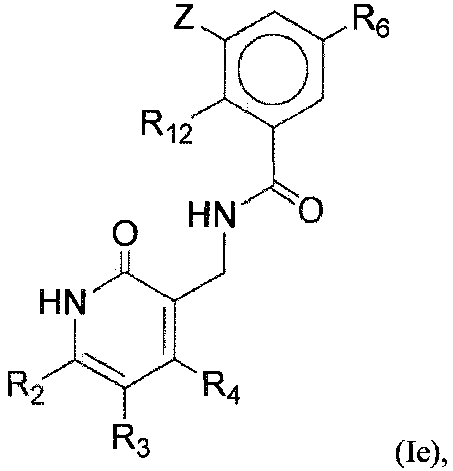 Z R₆
R₁₂
HN O
O
HN
R₂ R₄
R₃
(Ie),